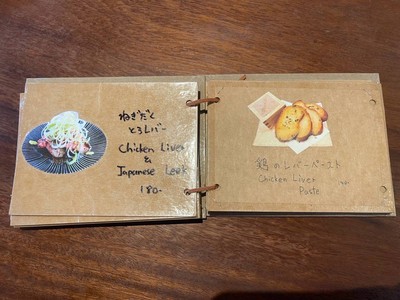 ねぎだく
とろレバー
Chicken Liver
&
Japanese Leek
180-
鶏のレバーペースト
Chicken Liver
Paste